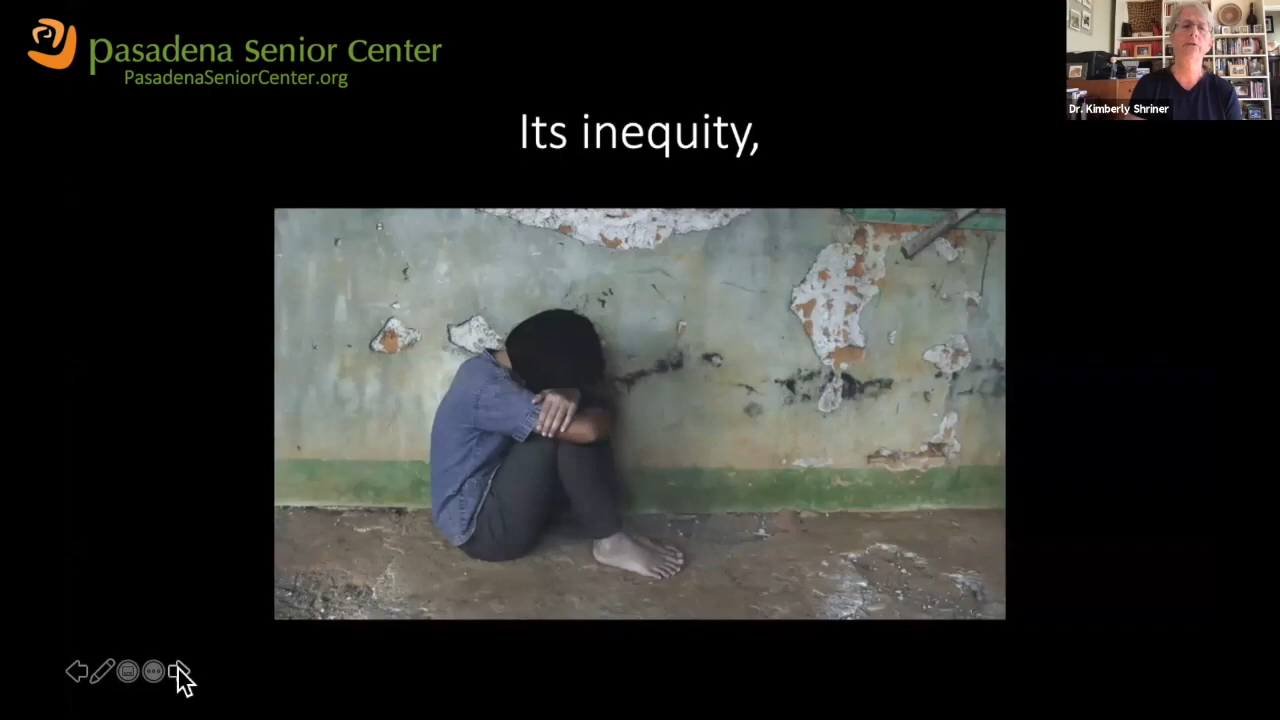 Pasadena Senior Center
PasadenaSeniorCenter.org
Dr. Kimberly Shriner
Its inequity,